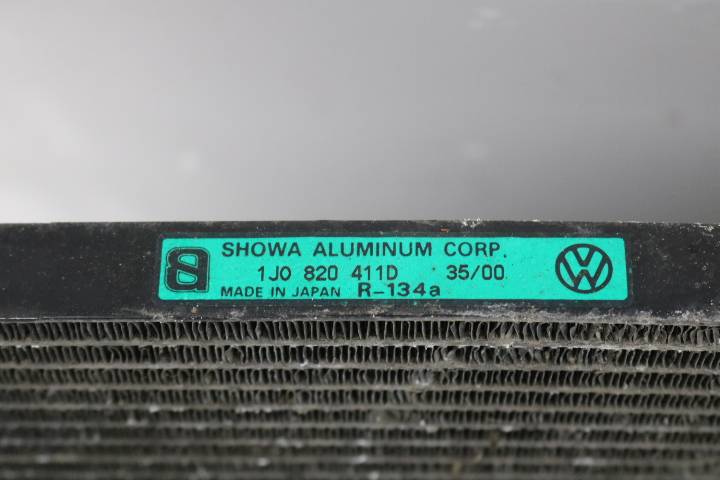 SHOWA ALUMINUM CORP.
1J0 820 411D 35/00
MADE IN JAPAN R-134a